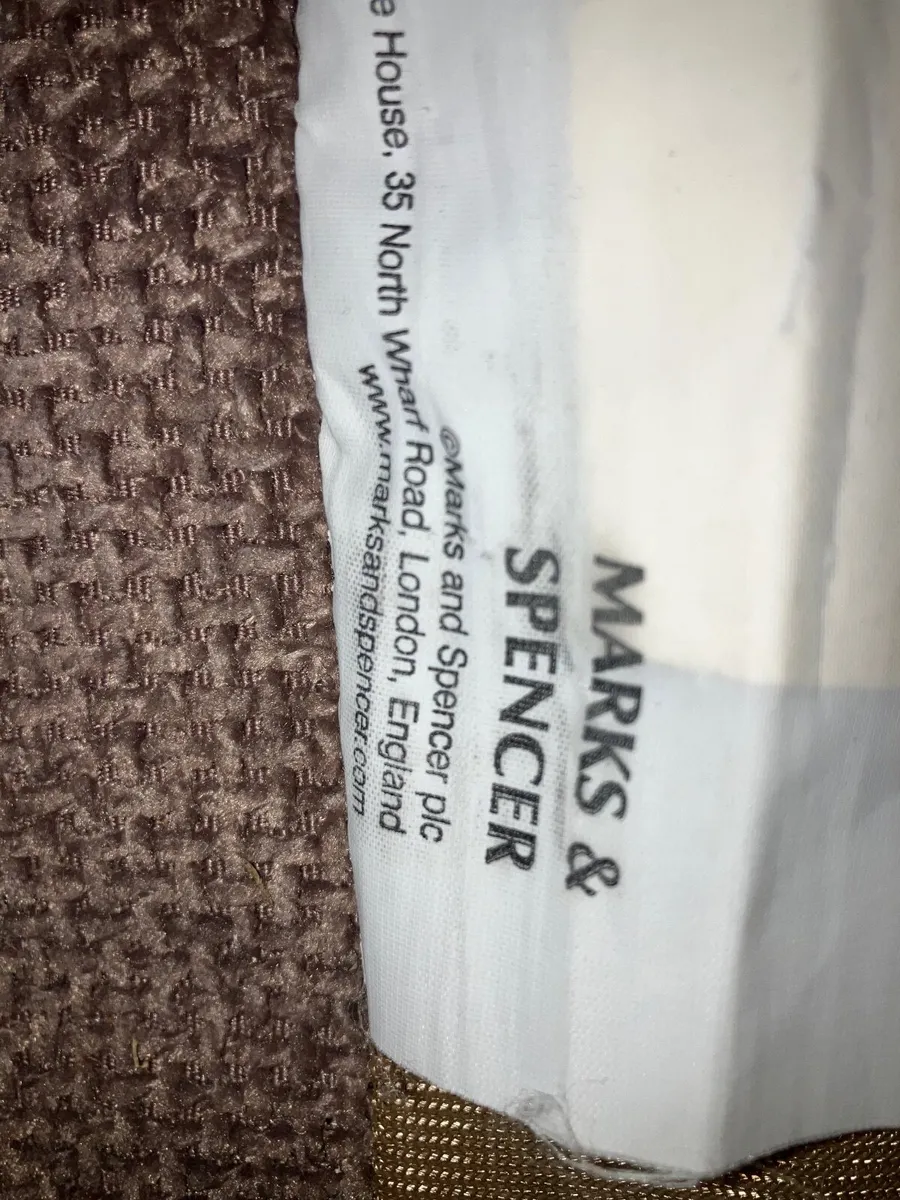 MARKS &
SPENCER
©Marks and Spencer plc
e House, 35 North Wharf Road, London, England
www.marksandspencer.com